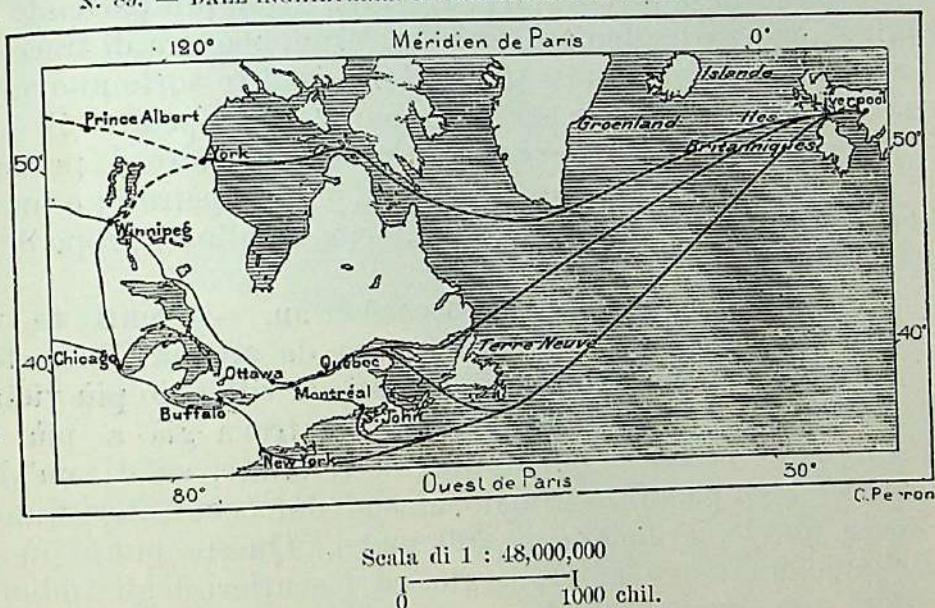 120° Méridien de Paris 0°
Islande
Prince Albert
Groenland
Iles
Liverpool
Britanniques
York
50°
50°
Winnipeg
Terre-Neuve
40°
40°
Chicago
Ottawa
Québec
Montréal
St. John
Buffalo
New York
80° Ouest de Paris 30°
C. Perron
Scala di 1 : 48,000,000
0 1000 chil.